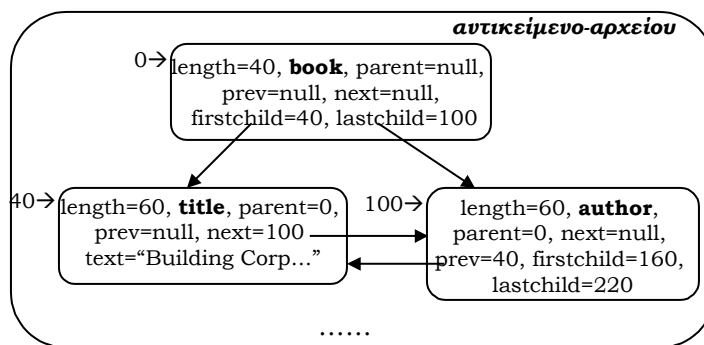 αντικείμενο-αρχείου
0→ length=40, book, parent=null,
prev=null, next=null,
firstchild=40, lastchild=100
40→ length=60, title, parent=0,
prev=null, next=100
text=“Building Corp…”
100→ length=60, author,
parent=0, next=null,
prev=40, firstchild=160,
lastchild=220
……